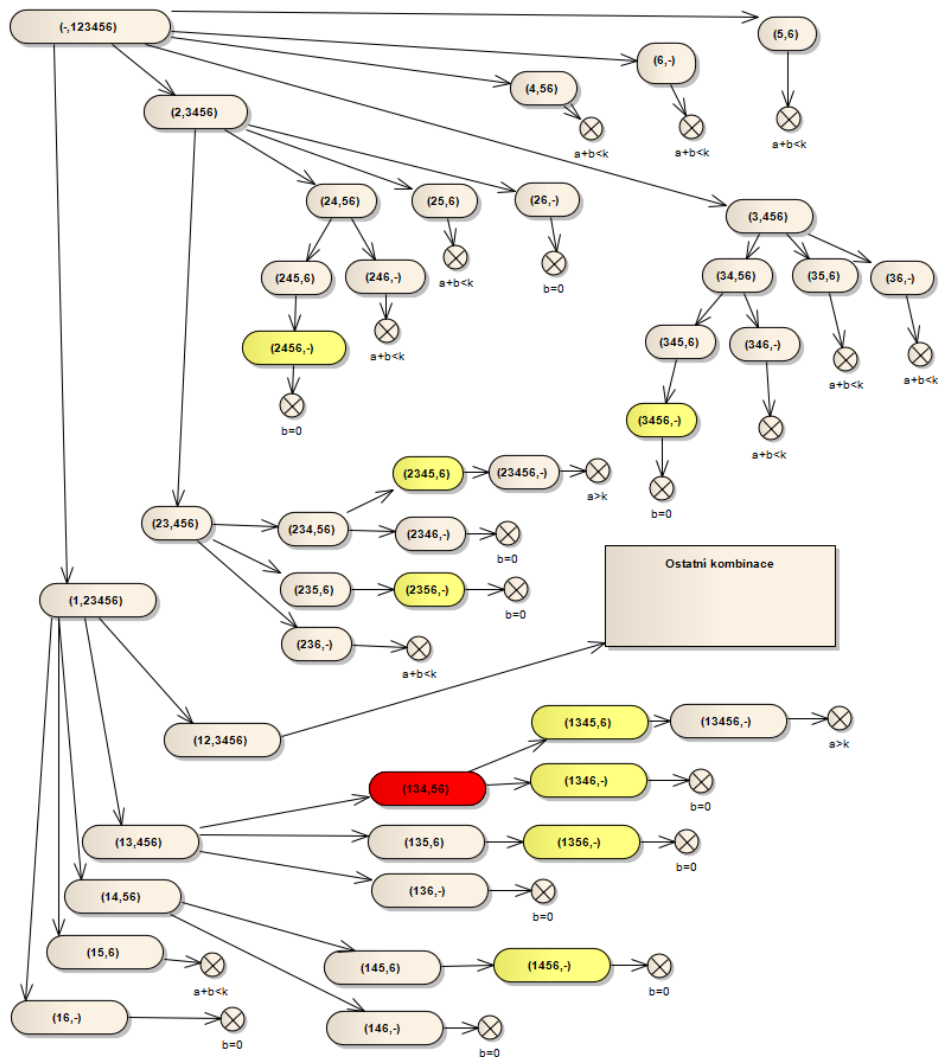 (-,123456)
(5,6)
(6,-)
(4,56)
a+b<k
a+b<k
a+b<k
(2,3456)
(24,56)
(25,6)
(26,-)
(3,456)
(245,6)
(246,-)
a+b<k
b=0
(34,56)
(35,6)
(36,-)
(2456,-)
a+b<k
b=0
(345,6)
(346,-)
a+b<k
a+b<k
(3456,-)
a+b<k
b=0
(23,456)
(234,56)
(2345,6)
(23456,-)
a>k
(2346,-)
b=0
(235,6)
(2356,-)
b=0
(236,-)
a+b<k
Ostatní kombinace
(1,23456)
(12,3456)
(1345,6)
(13456,-)
a>k
(134,56)
(1346,-)
b=0
(13,456)
(135,6)
(1356,-)
b=0
(136,-)
b=0
(14,56)
(15,6)
a+b<k
(145,6)
(1456,-)
b=0
(16,-)
b=0
(146,-)
b=0